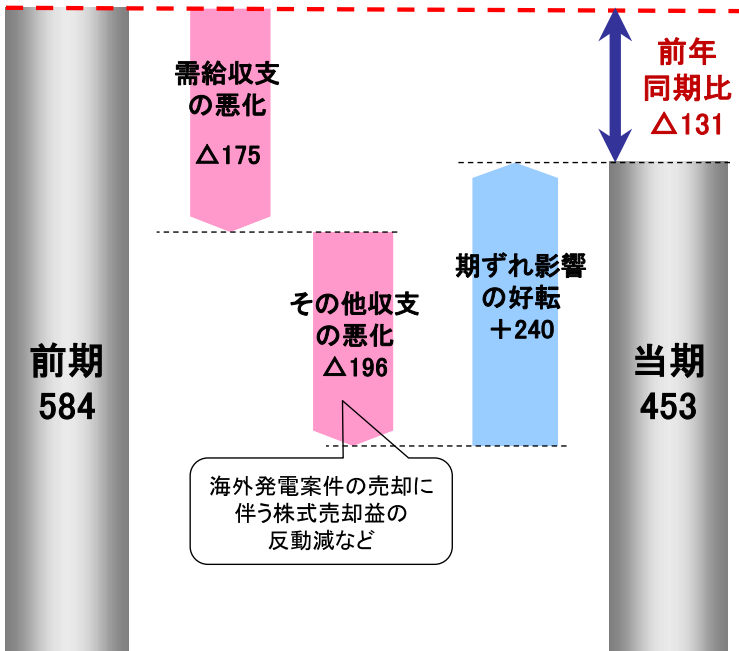 前期
584
需給収支
の悪化
△175
その他収支
の悪化
△196
海外発電案件の売却に
伴う株式売却益の
反動減など
期ずれ影響
の好転
＋240
前年
同期比
△131
当期
453